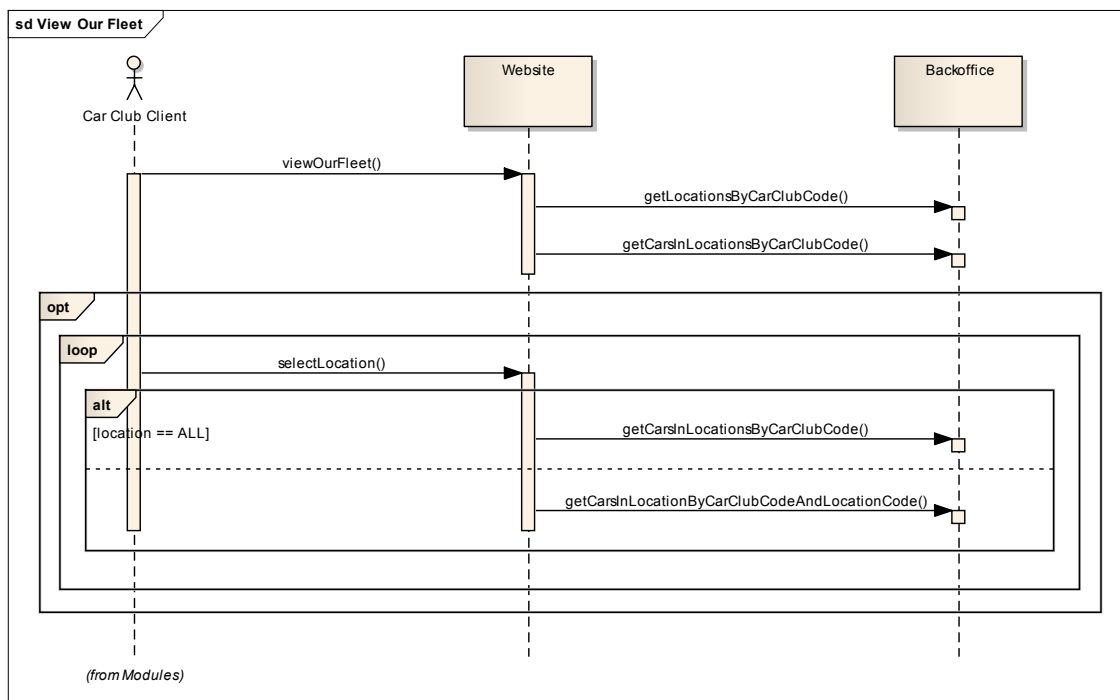 sd View Our Fleet
Car Club Client
Website
Backoffice
viewOurFleet()
getLocationsByCarClubCode()
getCarsInLocationsByCarClubCode()
opt
loop
selectLocation()
alt
[location == ALL]
getCarsInLocationsByCarClubCode()
getCarsInLocationByCarClubCodeAndLocationCode()
(from Modules)